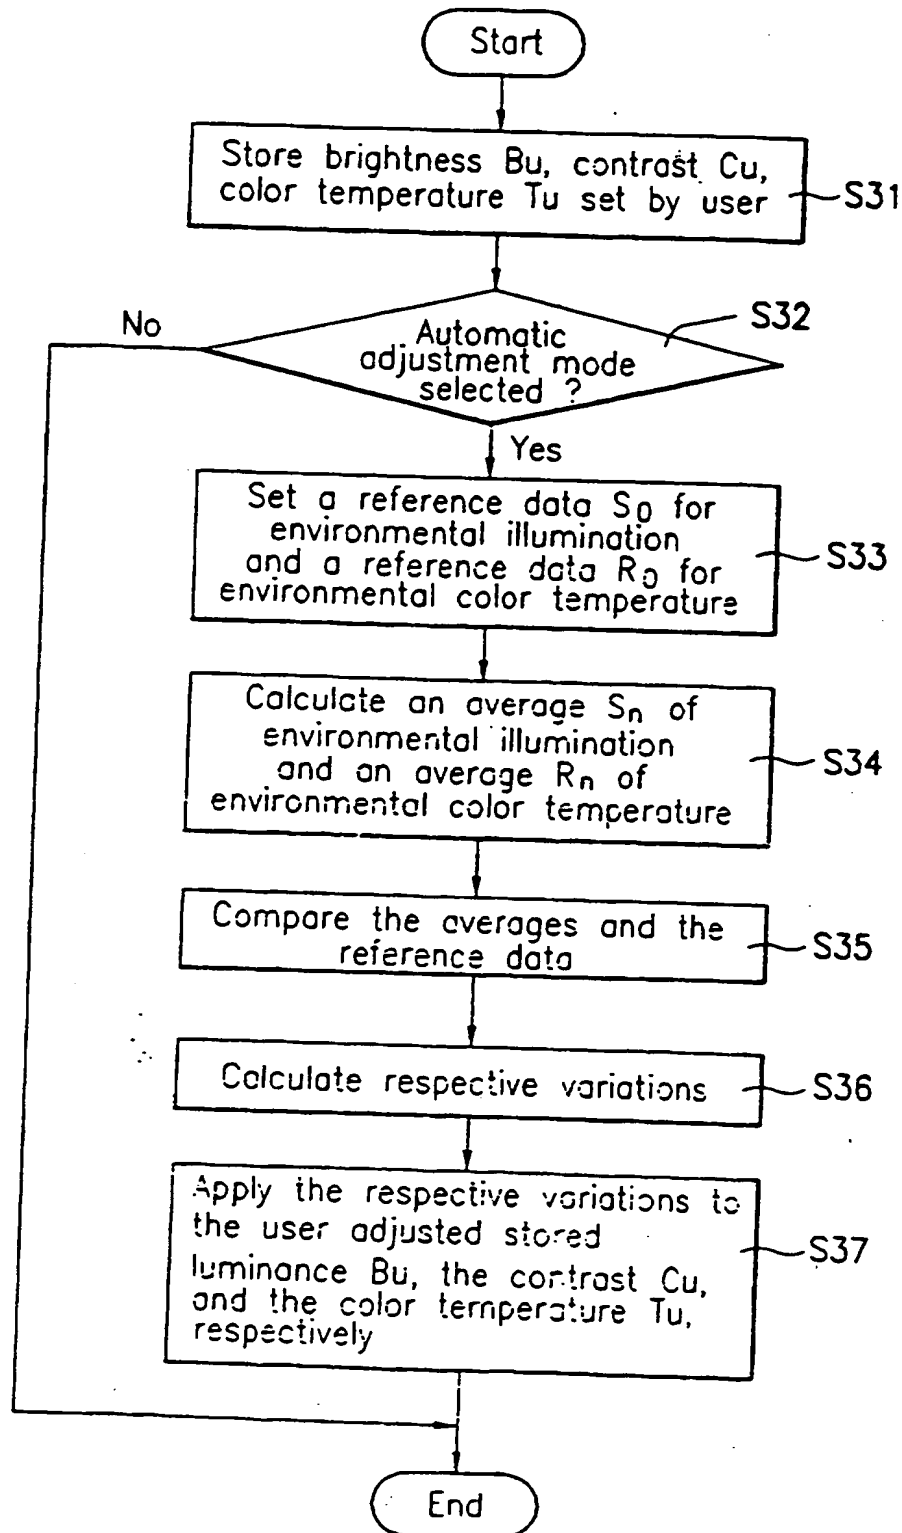 Start
Store brightness Bu, contrast Cu,
color temperature Tu set by user
S31
S32
No
Automatic
adjustment mode
selected ?
Yes
Set a reference data S0 for
environmental illumination
and a reference data R0 for
environmental color temperature
S33
Calculate an average Sn of
environmental illumination
and an average Rn of
environmental color temperature
S34
Compare the averages and the
reference data
S35
Calculate respective variations
S36
Apply the respective variations to
the user adjusted stored
luminance Bu, the contrast Cu,
and the color temperature Tu,
respectively
S37
End